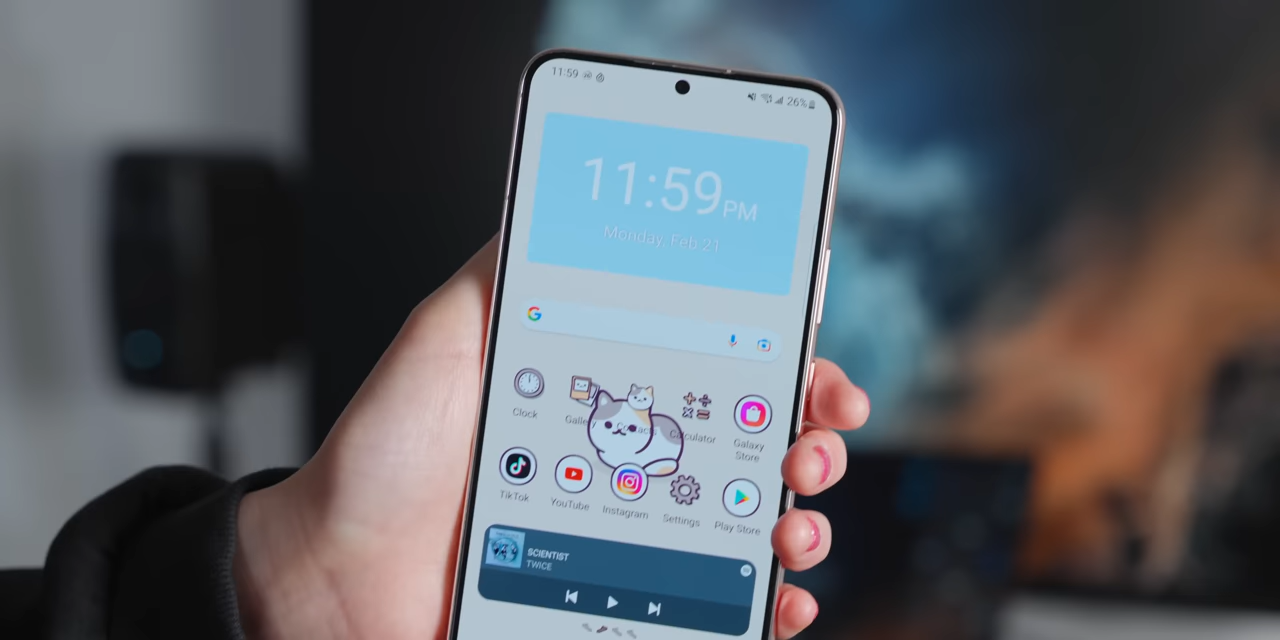 11:59
26%
11:59PM
Monday, Feb 21
G
Clock
Calculator
Galaxy
Store
TikTok
YouTube
Instagram
Settings
Play Store
SCIENTIST
TWICE